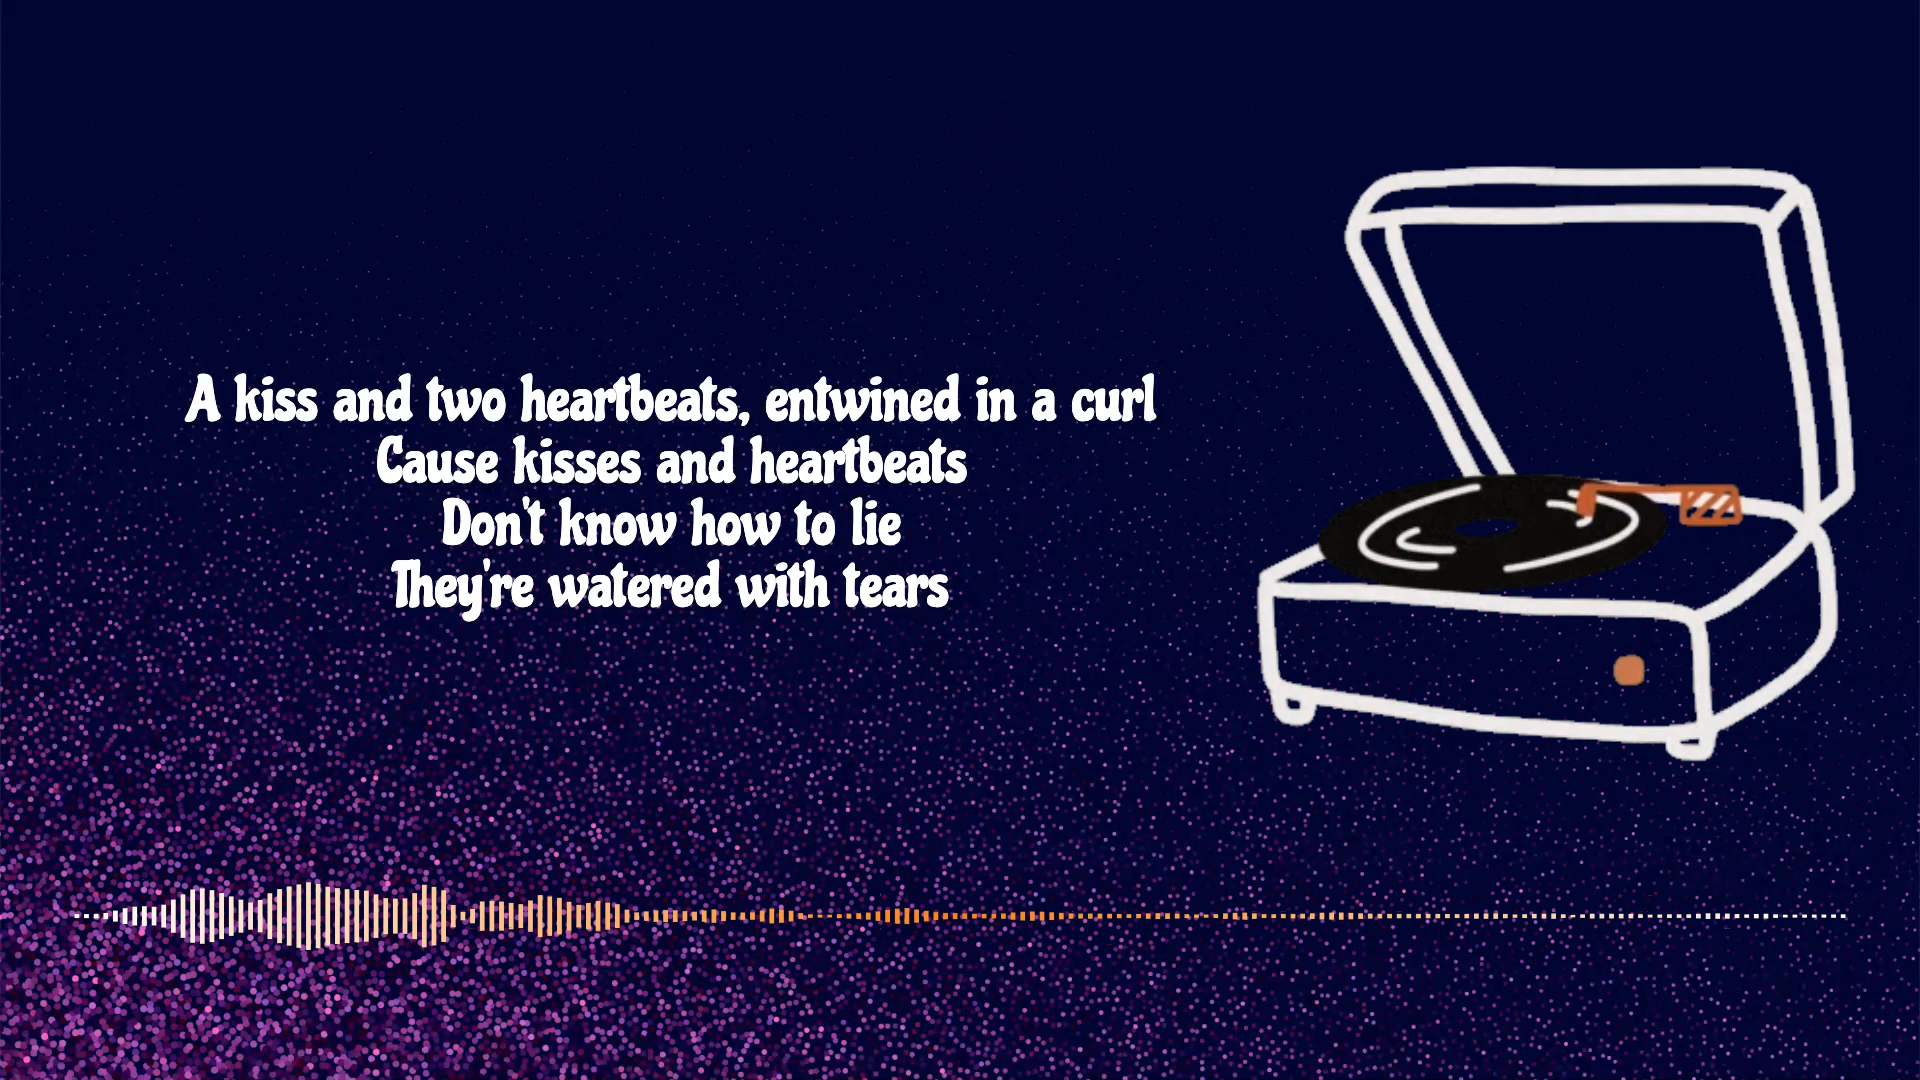 A kiss and two heartbeats, entwined in a curl
Cause kisses and heartbeats
Don't know how to lie
They're watered with tears